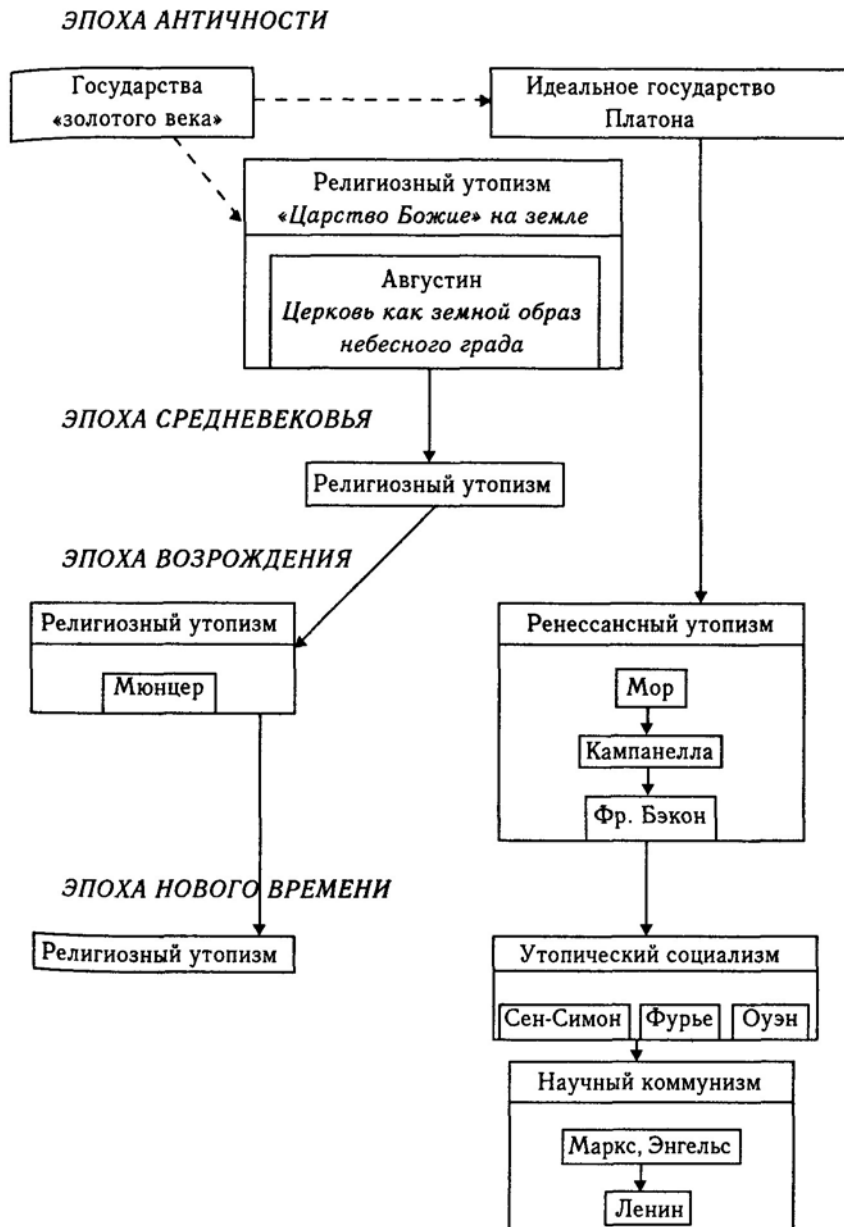 ЭПОХА АНТИЧНОСТИ
Государства
«золотого века»
Идеальное государство
Платона
Религиозный утопизм
«Царство Божие» на земле
Августин
Церковь как земной образ
небесного града
ЭПОХА СРЕДНЕВЕКОВЬЯ
Религиозный утопизм
ЭПОХА ВОЗРОЖДЕНИЯ
Религиозный утопизм
Мюнцер
Ренессансный утопизм
Мор
Кампанелла
Фр. Бэкон
ЭПОХА НОВОГО ВРЕМЕНИ
Религиозный утопизм
Утопический социализм
Сен-Симон
Фурье
Оуэн
Научный коммунизм
Маркс, Энгельс
Ленин